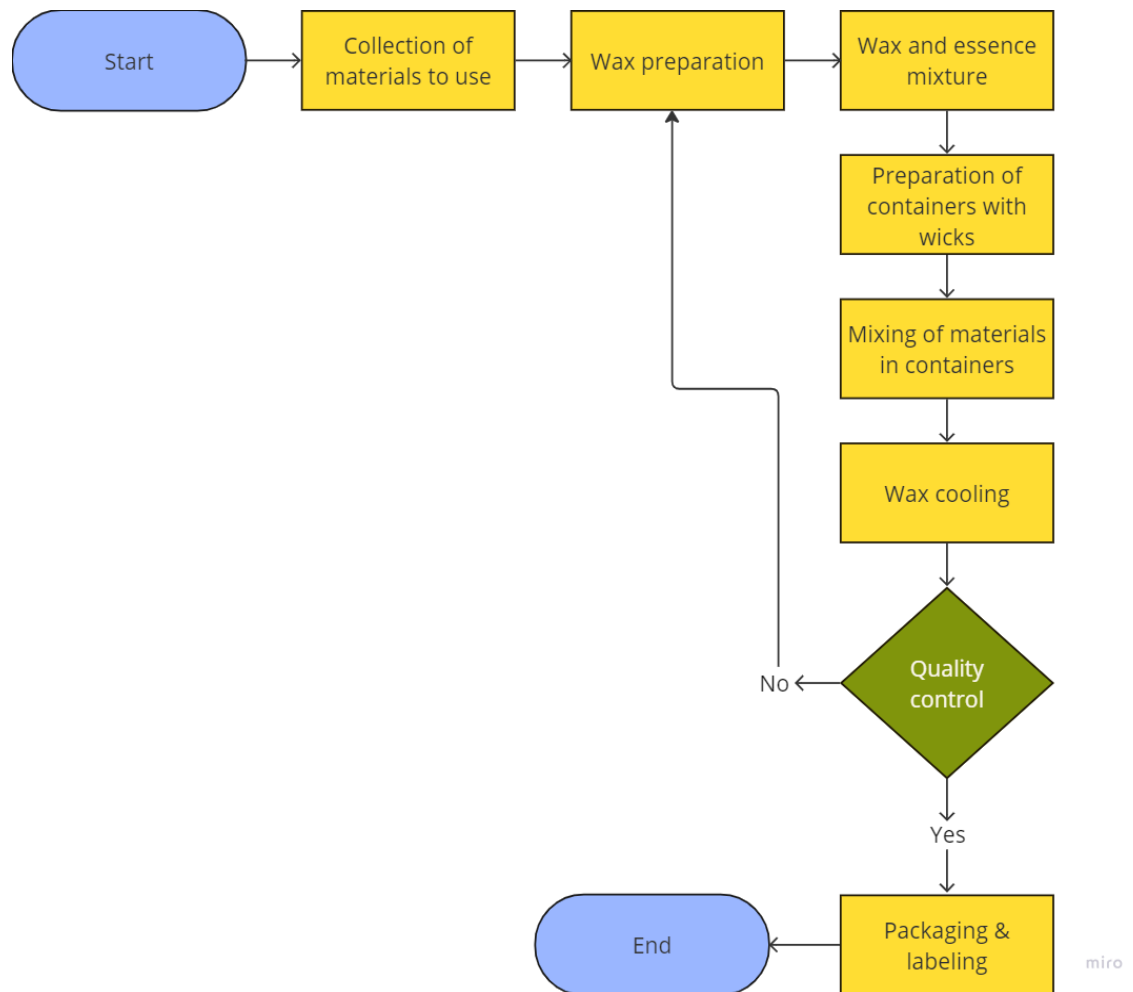 Start
Collection of
materials to use
Wax preparation
Wax and essence
mixture
Preparation of
containers with
wicks
Mixing of materials
in containers
Wax cooling
Quality
control
No
Yes
Packaging &
labeling
End
miro